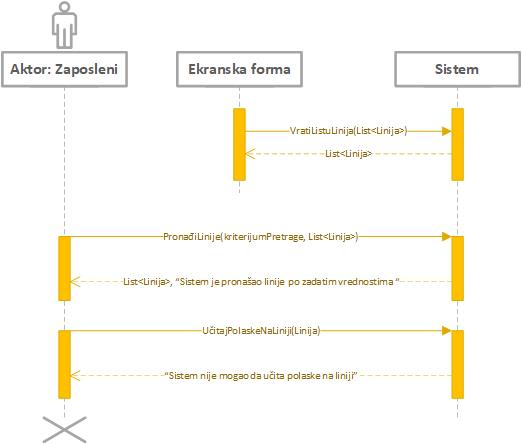 Aktor: Zaposleni
Ekranska forma
Sistem
VratiListuLinija(List<Linija>)
List<Linija>
PronađiLinije(kriterijumPretrage, List<Linija>)
List<Linija>, “Sistem je pronašao linije po zadatim vrednostima “
UčitajPolaskeNaLiniji(Linija)
“Sistem nije mogao da učita polaske na liniji”